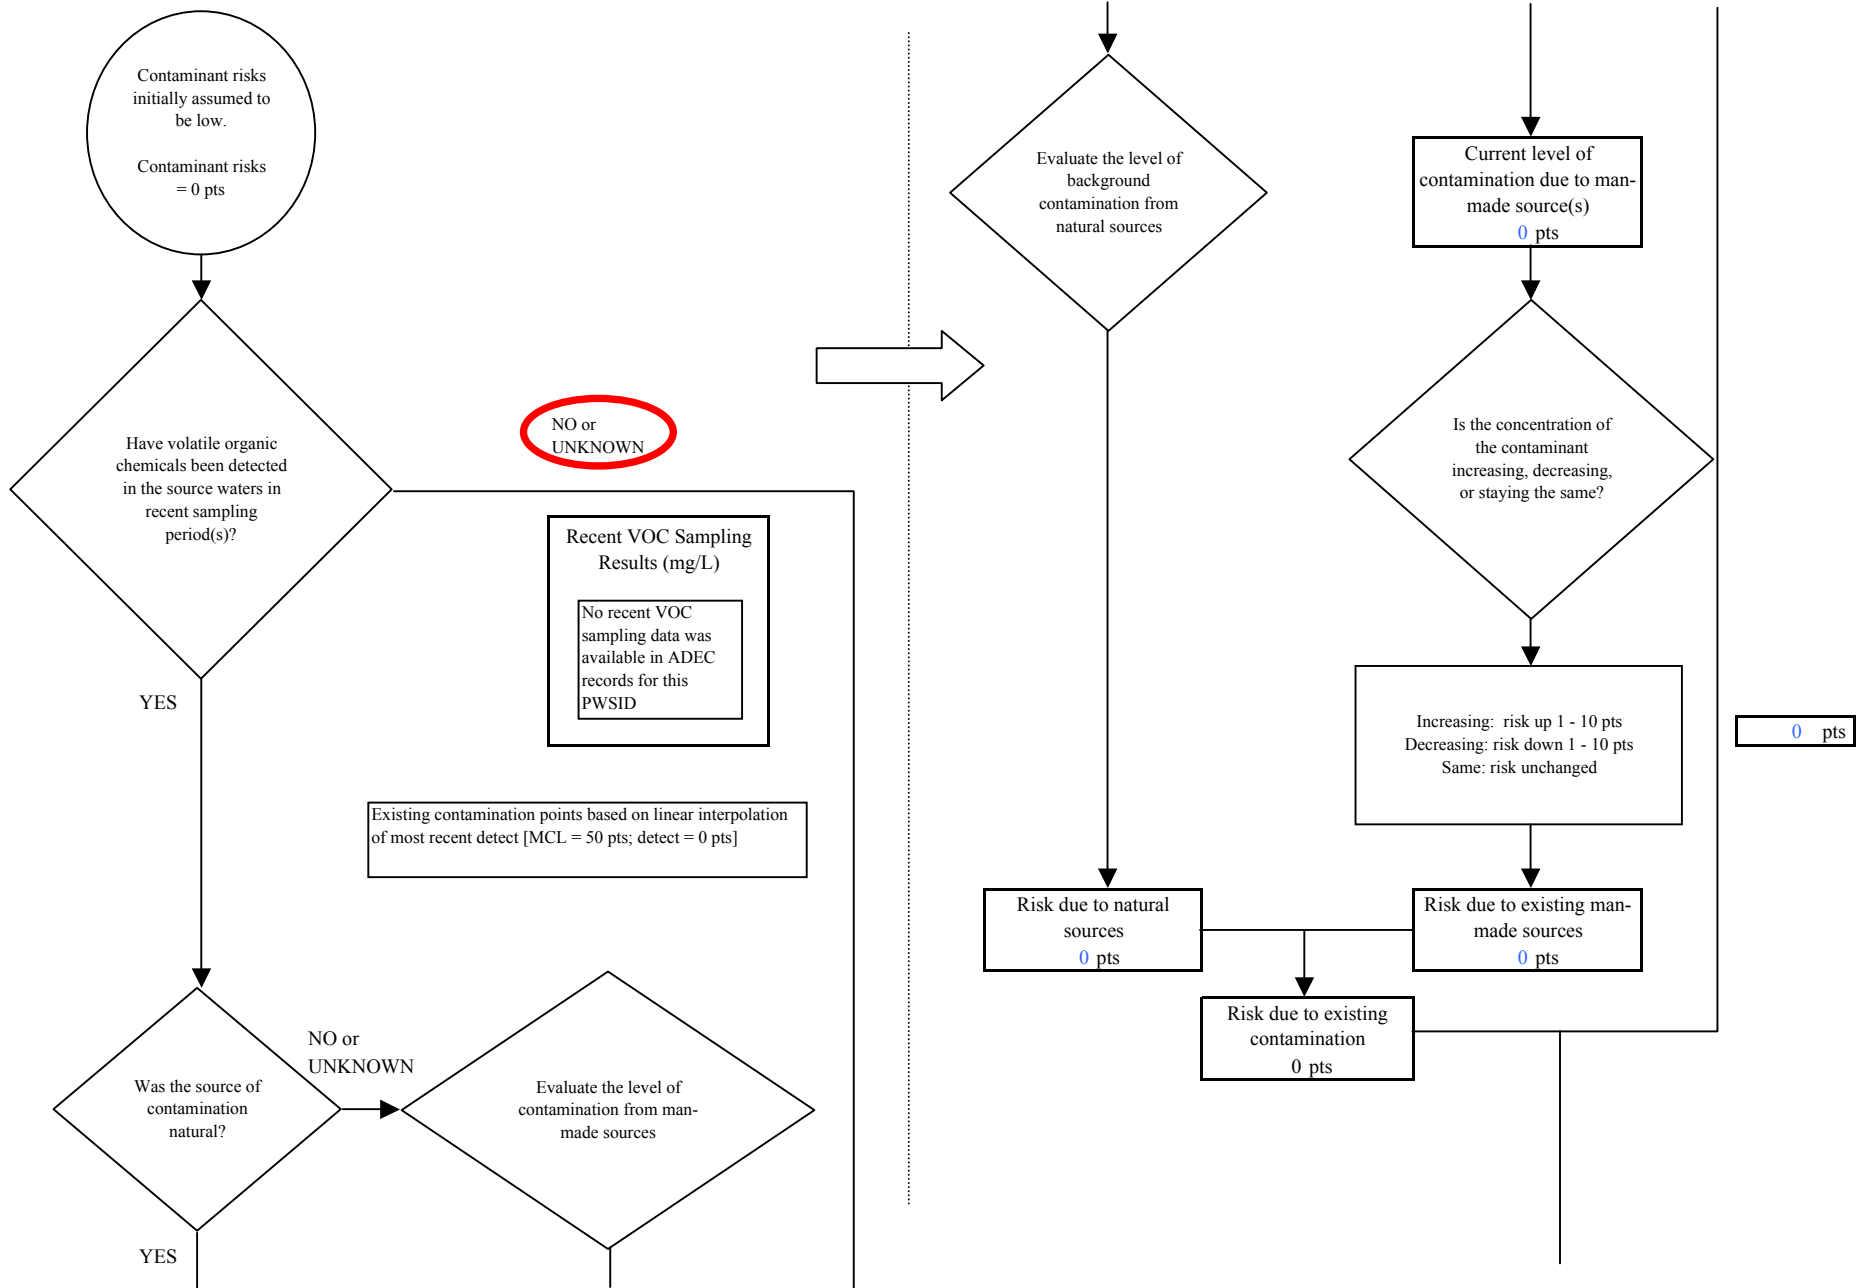 Contaminant risks
initially assumed to
be low.
Contaminant risks
= 0 pts
Have volatile organic
chemicals been detected
in the source waters in
recent sampling
period(s)?
NO or
UNKNOWN
Recent VOC Sampling
Results (mg/L)
No recent VOC
sampling data was
available in ADEC
records for this
PWSID
YES
Existing contamination points based on linear interpolation
of most recent detect [MCL = 50 pts; detect = 0 pts]
Was the source of
contamination
natural?
NO or
UNKNOWN
Evaluate the level of
contamination from man-
made sources
YES
Evaluate the level of
background
contamination from
natural sources
Current level of
contamination due to man-
made source(s)
0 pts
Is the concentration of
the contaminant
increasing, decreasing,
or staying the same?
Increasing: risk up 1 - 10 pts
Decreasing: risk down 1 - 10 pts
Same: risk unchanged
0 pts
Risk due to natural
sources
0 pts
Risk due to existing man-
made sources
0 pts
Risk due to existing
contamination
0 pts